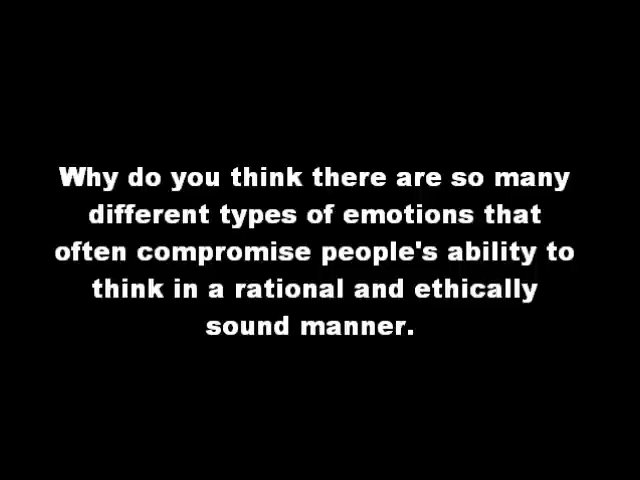 Why do you think there are so many
different types of emotions that
often compromise people's ability to
think in a rational and ethically
sound manner.